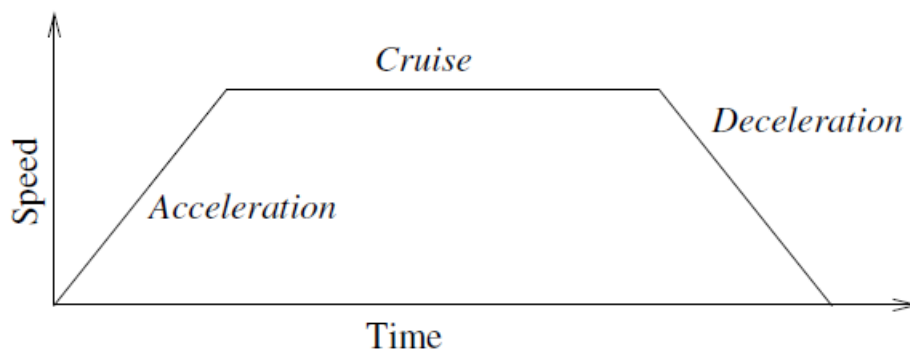 Cruise
Deceleration
Speed
Acceleration
Time